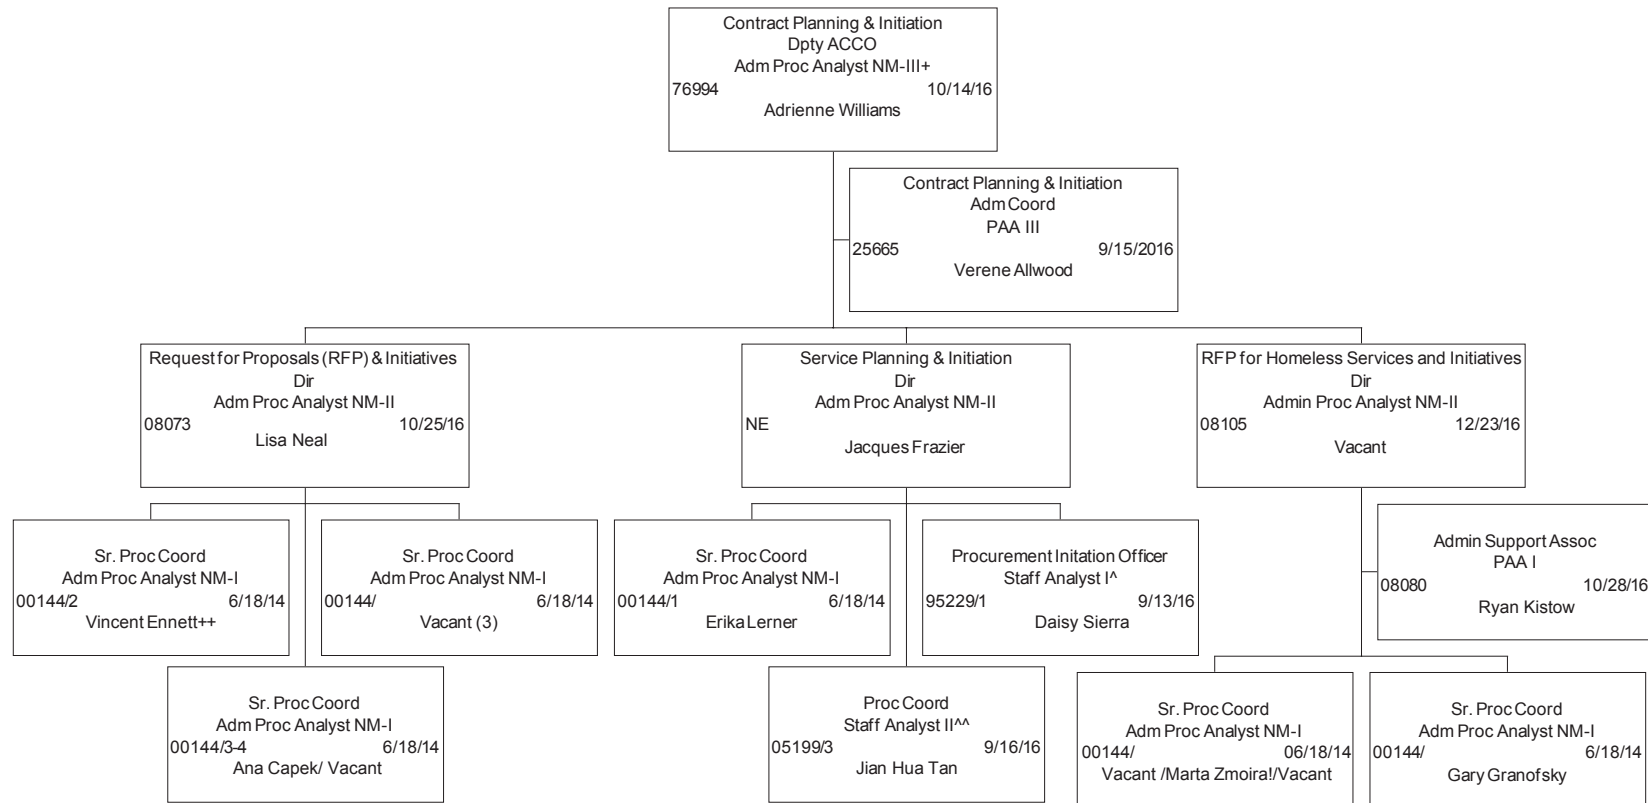 Contract Planning & Initiation
Dpty ACCO
Adm Proc Analyst NM-III+
76994 10/14/16
Adrienne Williams
Contract Planning & Initiation
Adm Coord
PAA III
25665 9/15/2016
Verene Allwood
Request for Proposals (RFP) & Initiatives
Dir
Adm Proc Analyst NM-II
08073 10/25/16
Lisa Neal
Service Planning & Initiation
Dir
Adm Proc Analyst NM-II
NE
Jacques Frazier
RFP for Homeless Services and Initiatives
Dir
Admin Proc Analyst NM-II
08105 12/23/16
Vacant
Sr. Proc Coord
Adm Proc Analyst NM-I
00144/2 6/18/14
Vincent Ennett++
Sr. Proc Coord
Adm Proc Analyst NM-I
00144/ 6/18/14
Vacant (3)
Sr. Proc Coord
Adm Proc Analyst NM-I
00144/1 6/18/14
Erika Lerner
Procurement Initation Officer
Staff Analyst I^
95229/1 9/13/16
Daisy Sierra
Admin Support Assoc
PAA I
08080 10/28/16
Ryan Kistow
Sr. Proc Coord
Adm Proc Analyst NM-I
00144/3-4 6/18/14
Ana Capek/ Vacant
Proc Coord
Staff Analyst II^^
05199/3 9/16/16
Jian Hua Tan
Sr. Proc Coord
Adm Proc Analyst NM-I
00144/ 06/18/14
Vacant /Marta Zmoira!/Vacant
Sr. Proc Coord
Adm Proc Analyst NM-I
00144/ 6/18/14
Gary Granofsky